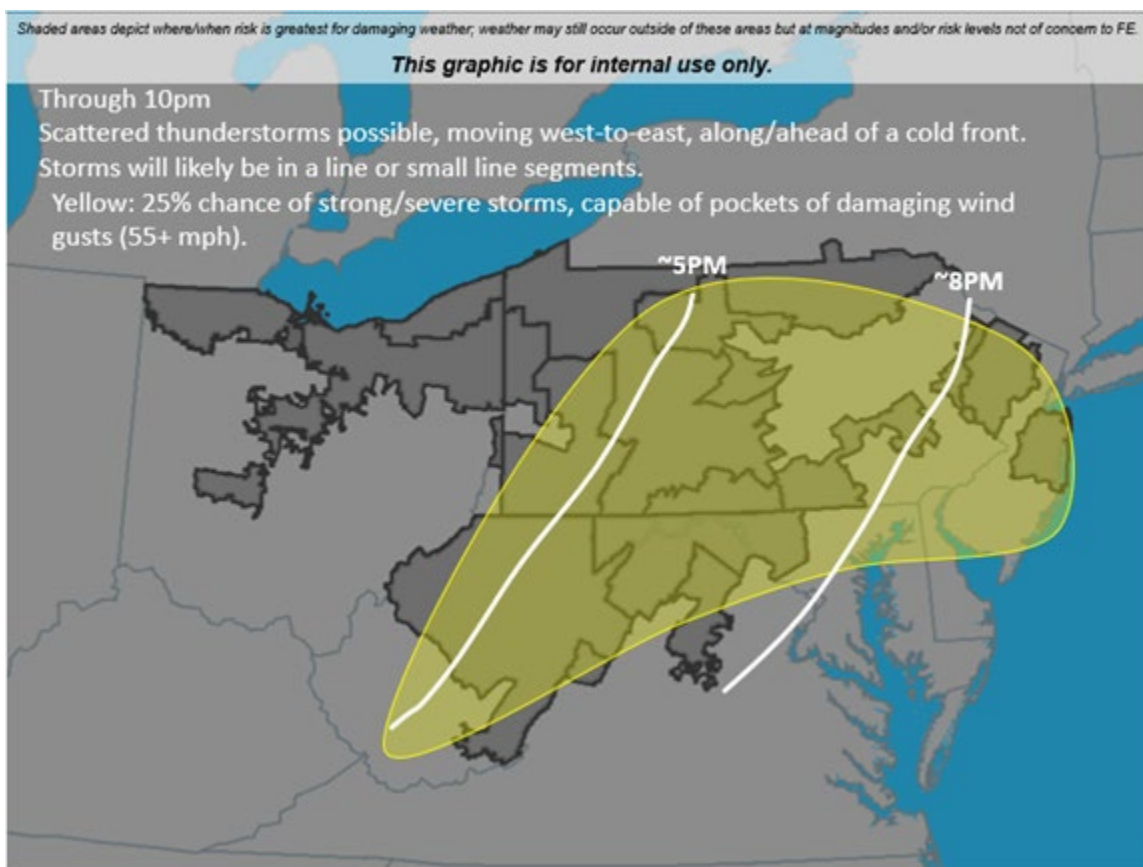 Shaded areas depict where/when risk is greatest for damaging weather; weather may still occur outside of these areas but at magnitudes and/or risk levels not of concern to FE.
This graphic is for internal use only.
Through 10pm
Scattered thunderstorms possible, moving west-to-east, along/ahead of a cold front.
Storms will likely be in a line or small line segments.
Yellow: 25% chance of strong/severe storms, capable of pockets of damaging wind
gusts (55+ mph).
~5PM
~8PM